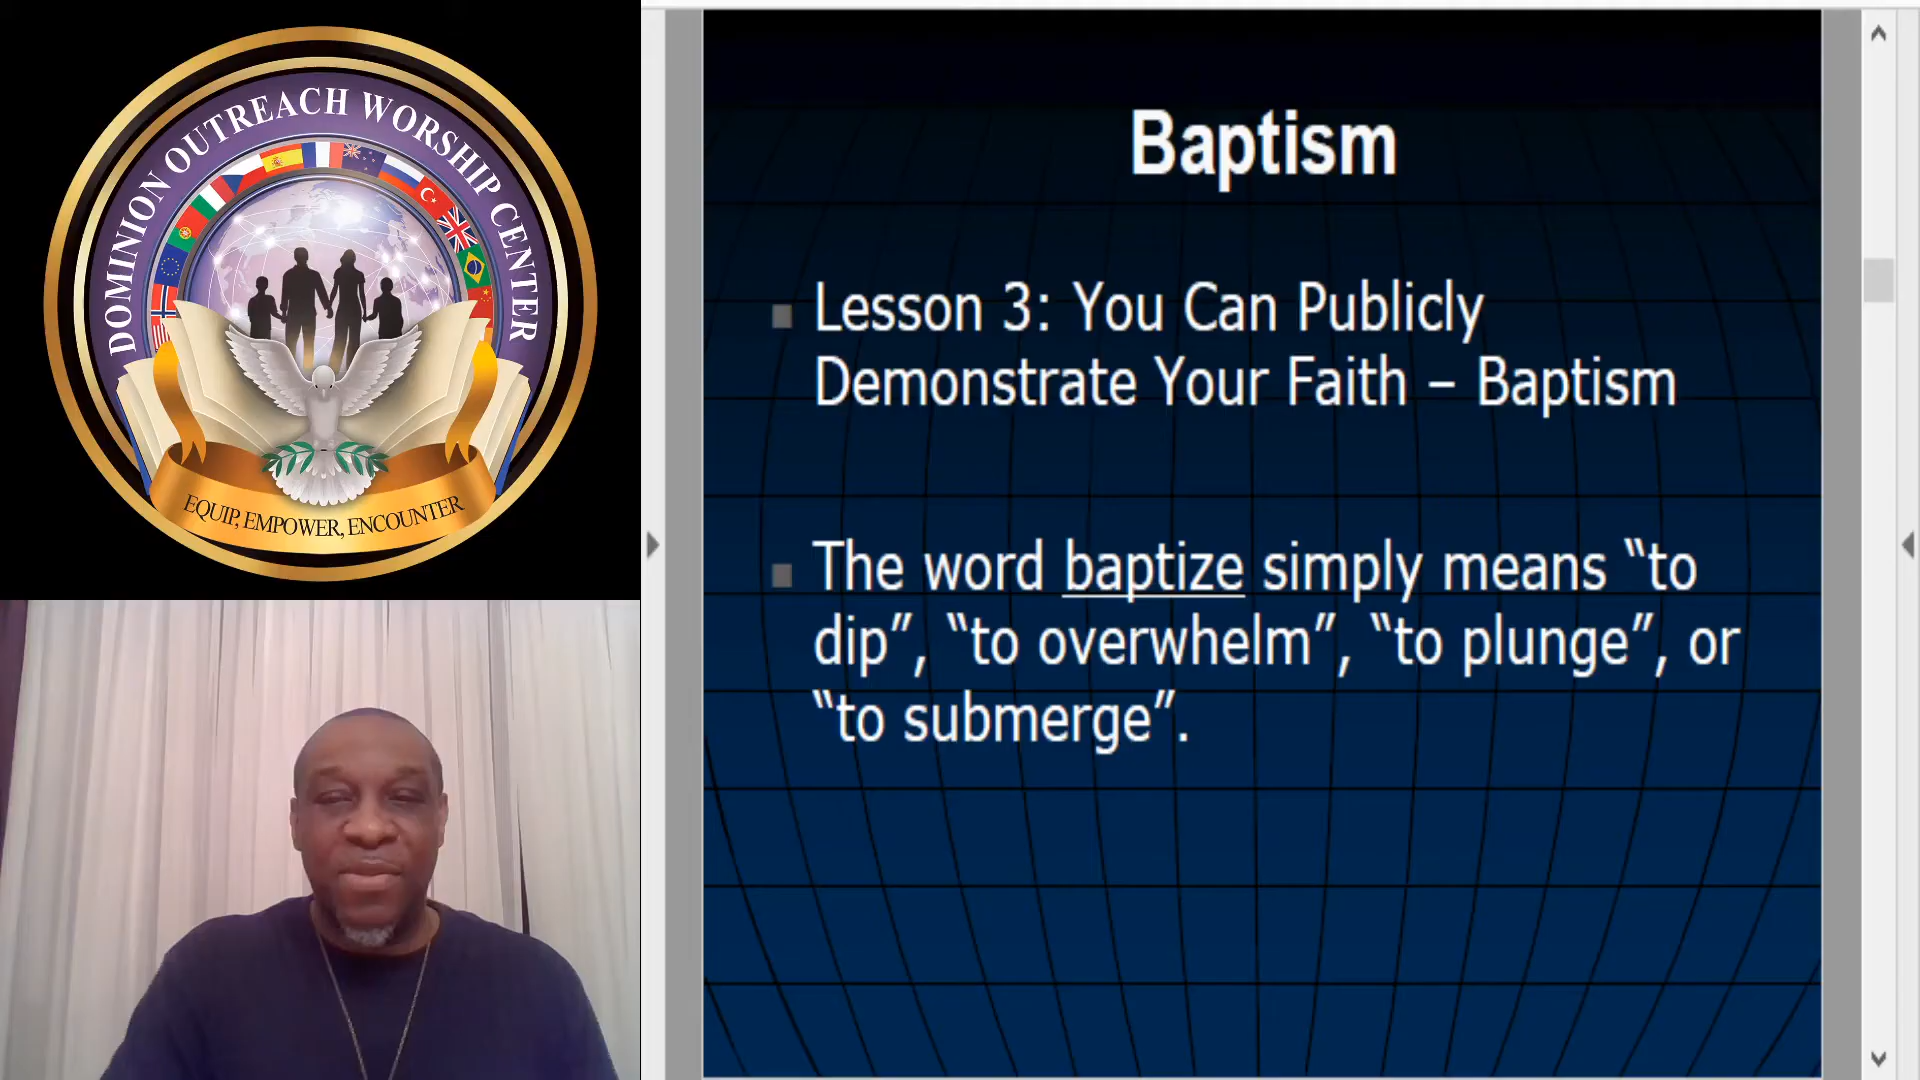 DOMINION OUTREACH WORSHIP CENTER
EQUIP, EMPOWER, ENCOUNTER
Baptism
Lesson 3: You Can Publicly
Demonstrate Your Faith – Baptism
The word baptize simply means “to
dip”, “to overwhelm”, “to plunge”, or
“to submerge”.